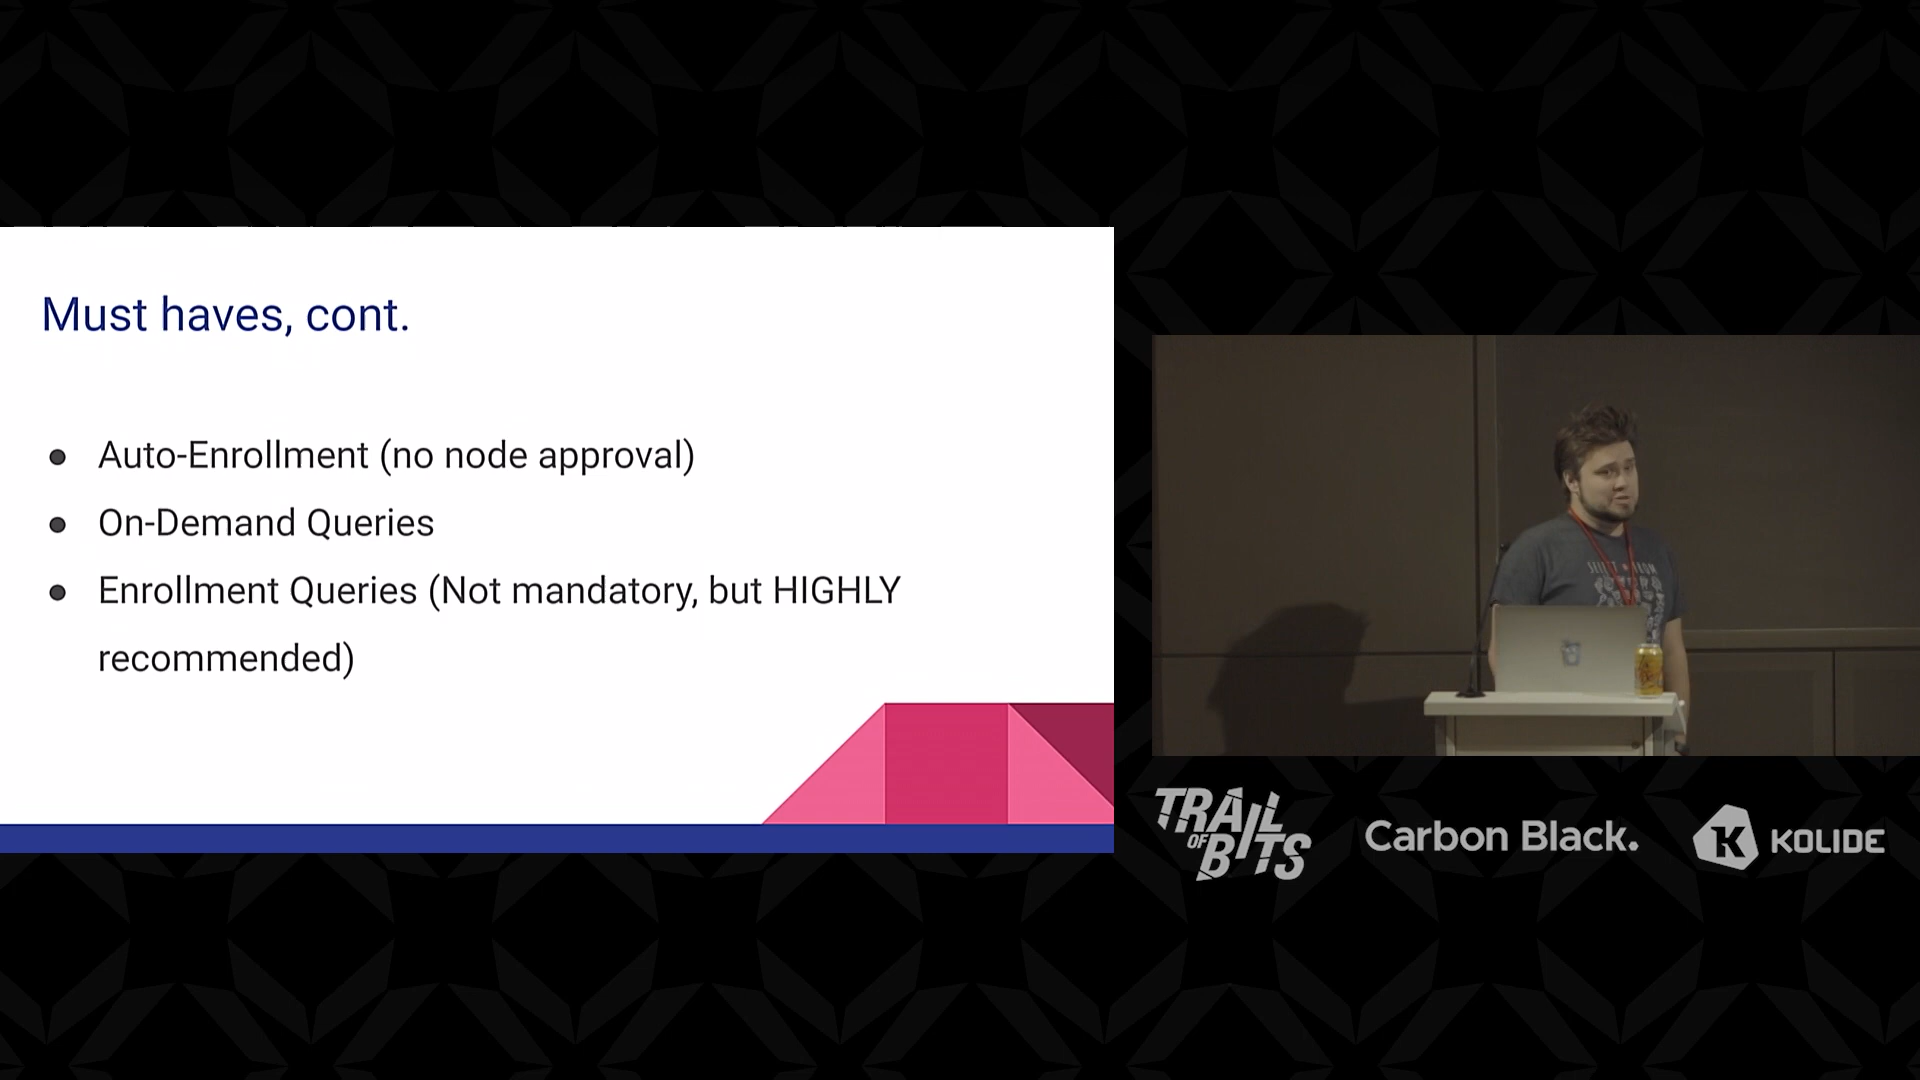 Must haves, cont.
● Auto-Enrollment (no node approval)
● On-Demand Queries
● Enrollment Queries (Not mandatory, but HIGHLY
recommended)
TRAIL
OF
BITS
Carbon Black.
K KOLIDE